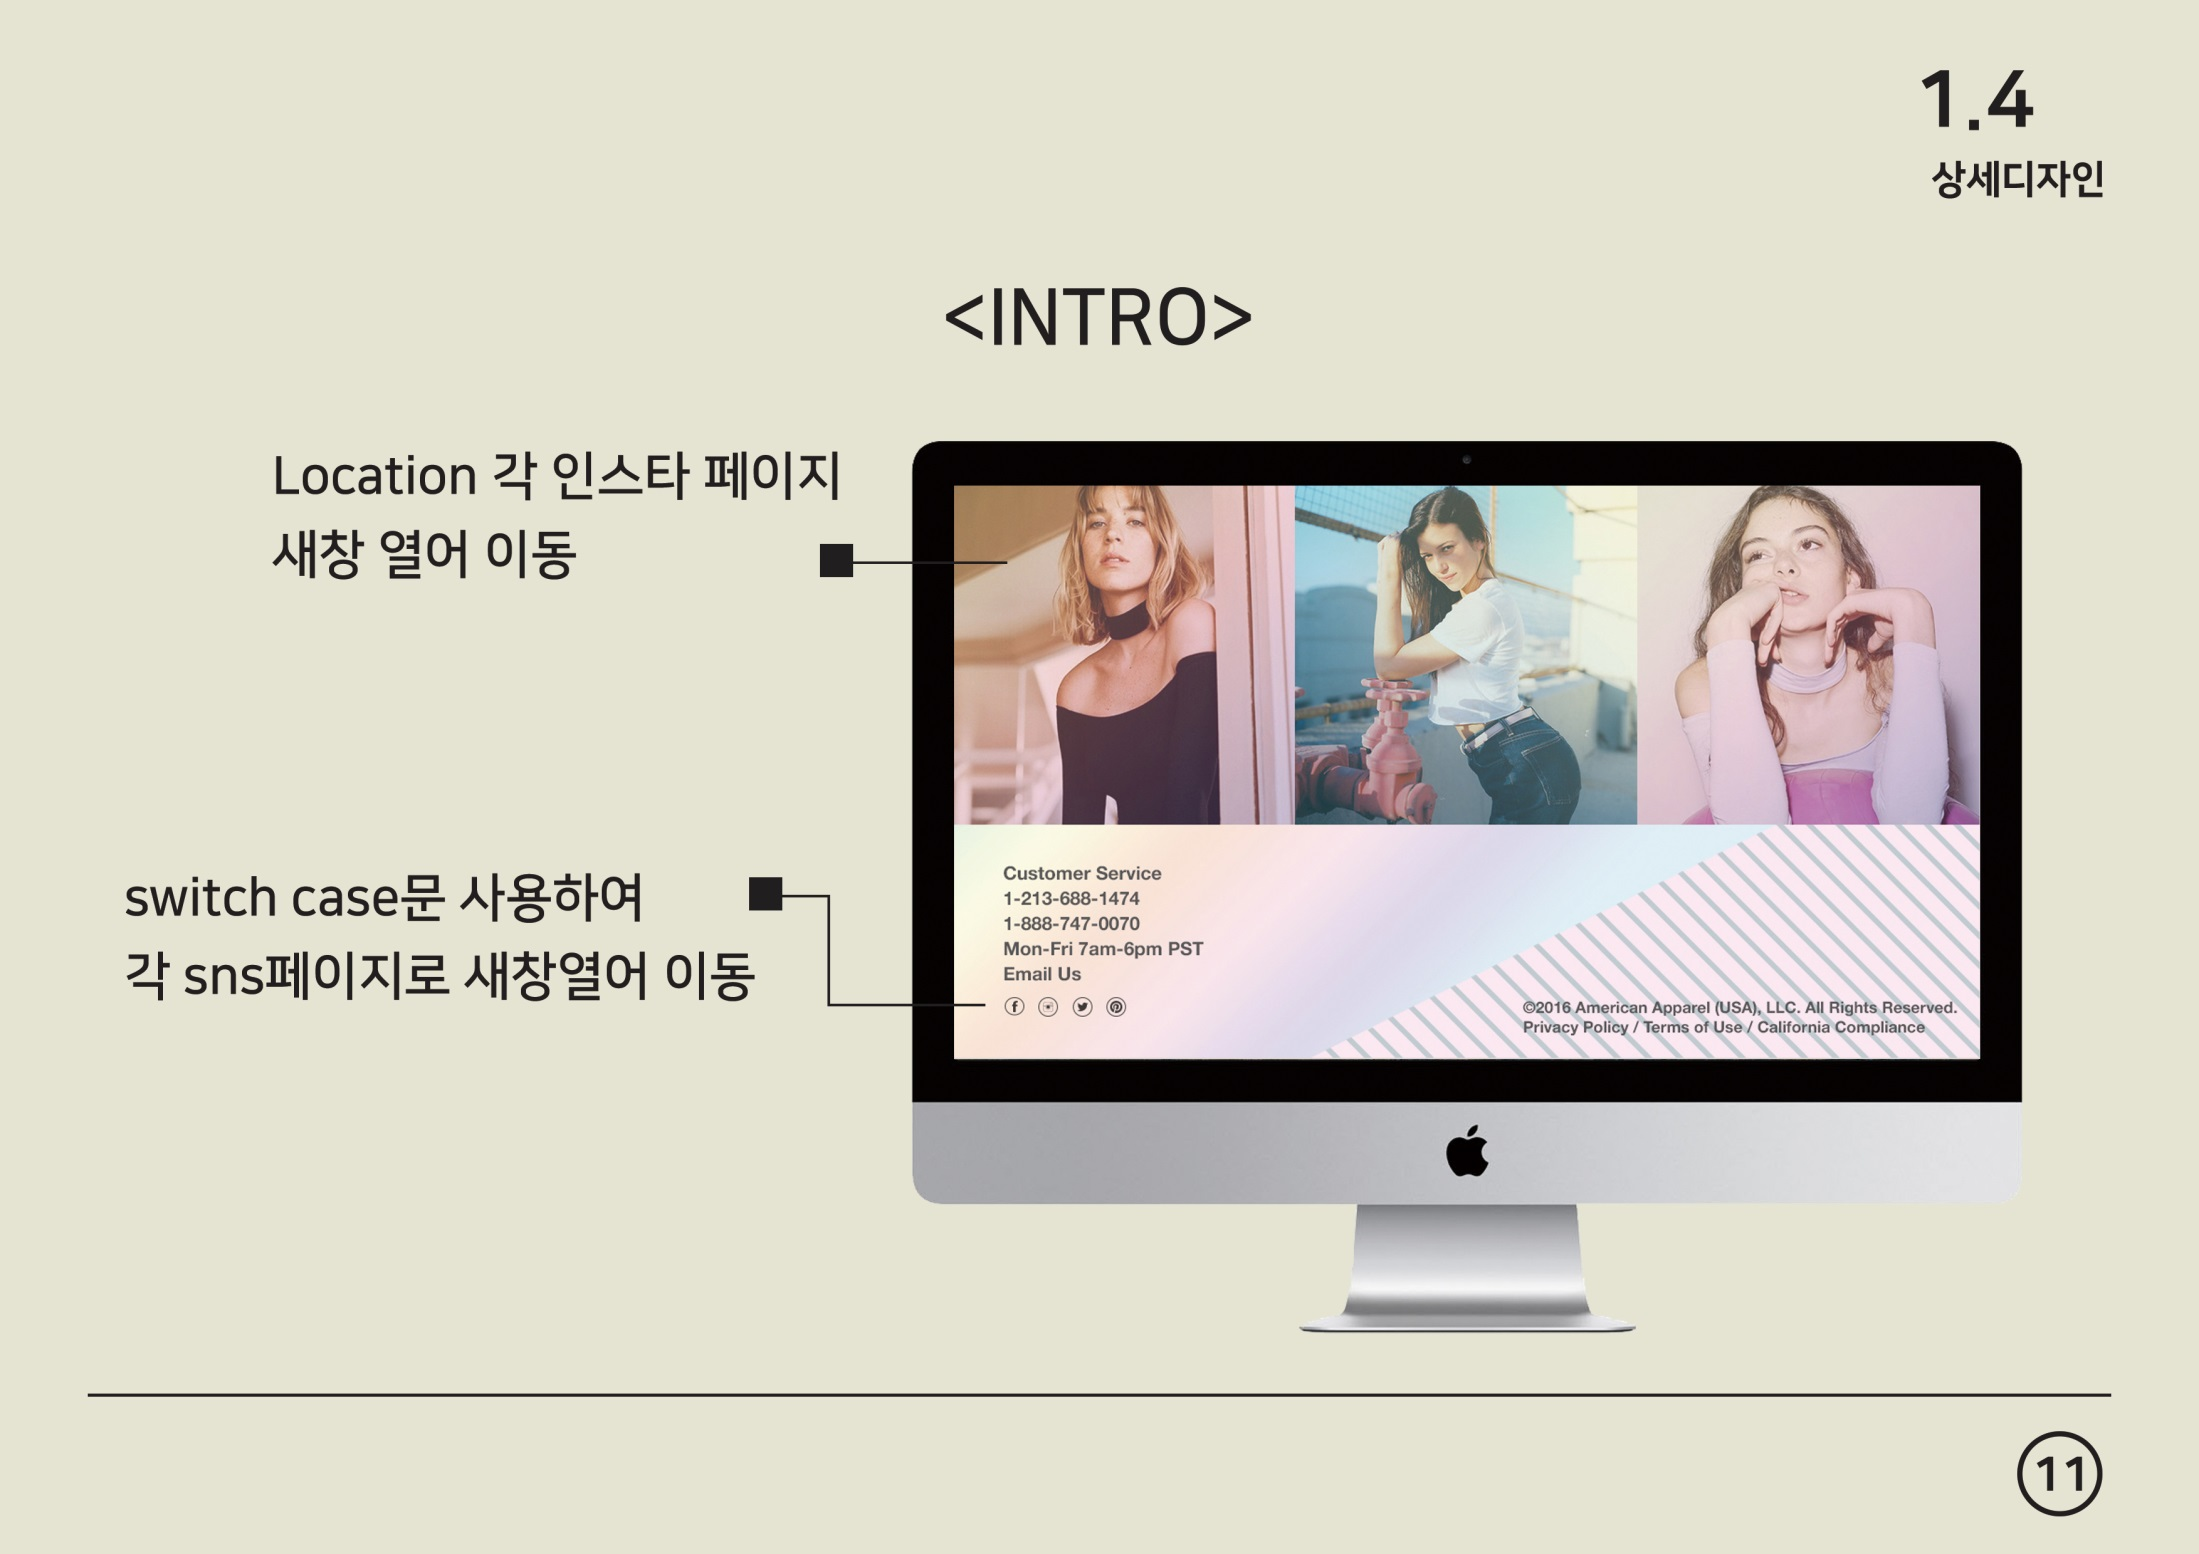 1.4
상세디자인
<INTRO>
Location 각 인스타 페이지
새창 열어 이동
switch case문 사용하여
각 sns페이지로 새창열어 이동
Customer Service
1-213-688-1474
1-888-747-0070
Mon-Fri 7am-6pm PST
Email Us
©2016 American Apparel (USA), LLC. All Rights Reserved.
Privacy Policy / Terms of Use / California Compliance
11